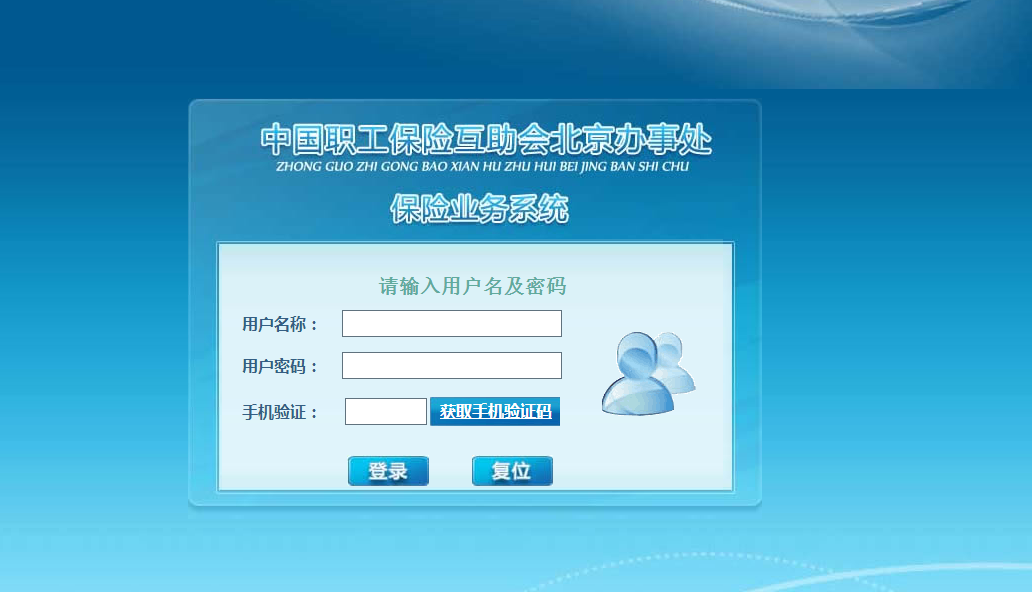 中国职工保险互助会北京办事处
ZHONG GUO ZHI GONG BAO XIAN HU ZHU HUI BEI JING BAN SHI CHU
保险业务系统
请输入用户名及密码
用户名称：
用户密码：
手机验证： 获取手机验证码
登录 复位